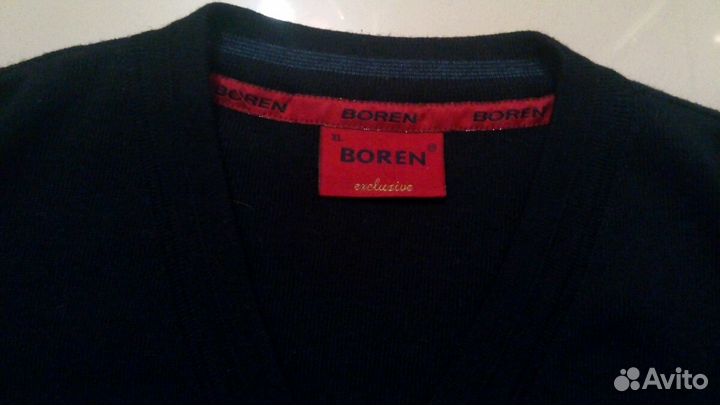 BOREN BOREN BOREN
XL
BOREN®
exclusive
Avito